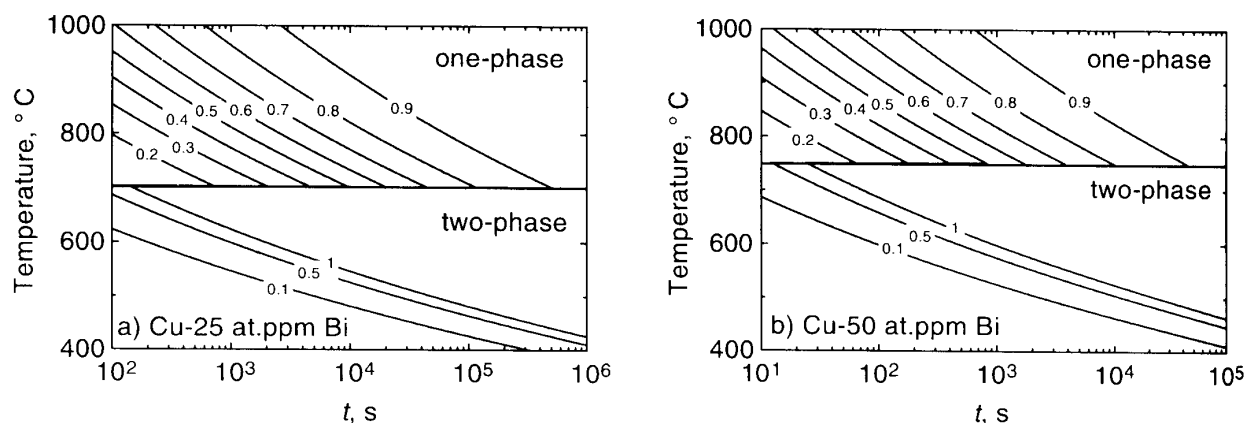 1000
800
600
400
Temperature, ° C
one-phase
0.9
0.8
0.7
0.6
0.5
0.4
0.3
0.2
two-phase
1
0.5
0.1
a) Cu-25 at.ppm Bi
10² 10³ 10⁴ 10⁵ 10⁶
t, s
1000
800
600
400
Temperature, ° C
one-phase
0.9
0.8
0.7
0.6
0.5
0.4
0.3
0.2
two-phase
1
0.5
0.1
b) Cu-50 at.ppm Bi
10¹ 10² 10³ 10⁴ 10⁵
t, s